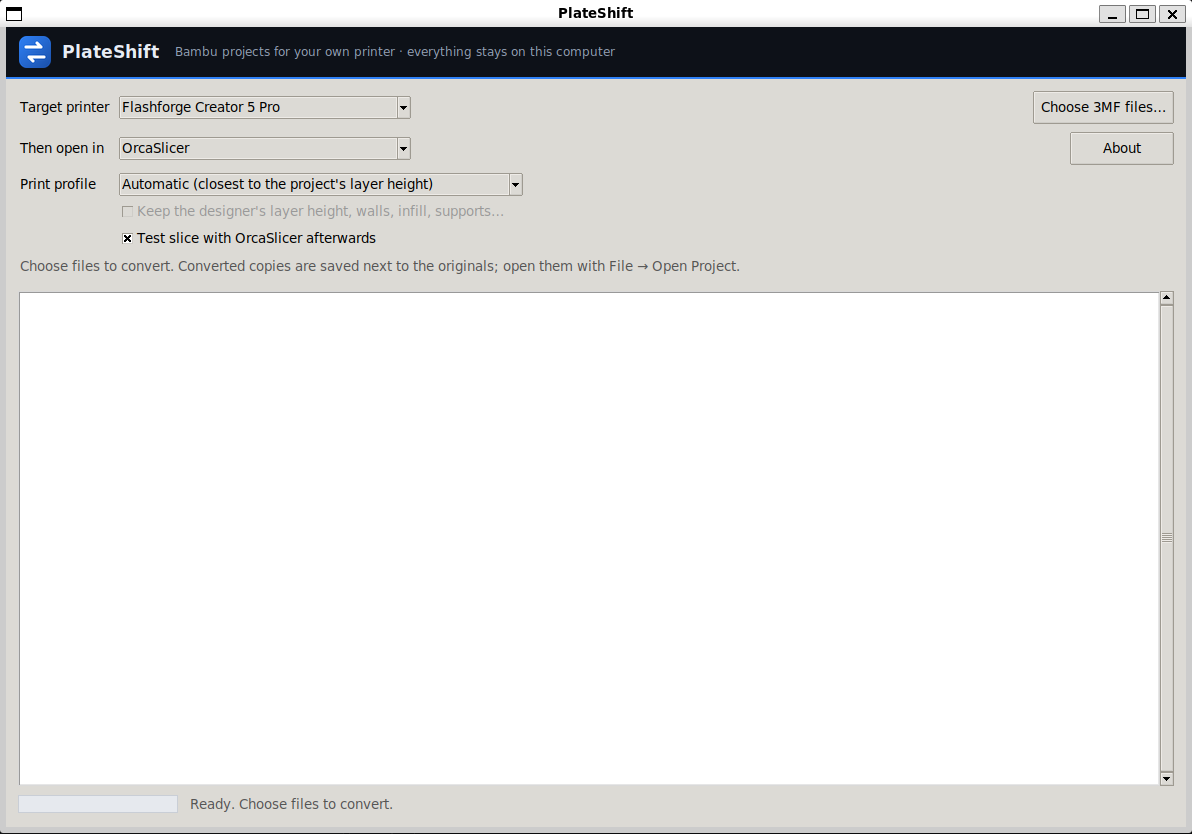 PlateShift
PlateShift Bambu projects for your own printer · everything stays on this computer
Target printer Flashforge Creator 5 Pro Choose 3MF files...
Then open in OrcaSlicer About
Print profile Automatic (closest to the project's layer height)
Keep the designer's layer height, walls, infill, supports...
Test slice with OrcaSlicer afterwards
Choose files to convert. Converted copies are saved next to the originals; open them with File → Open Project.
Ready. Choose files to convert.